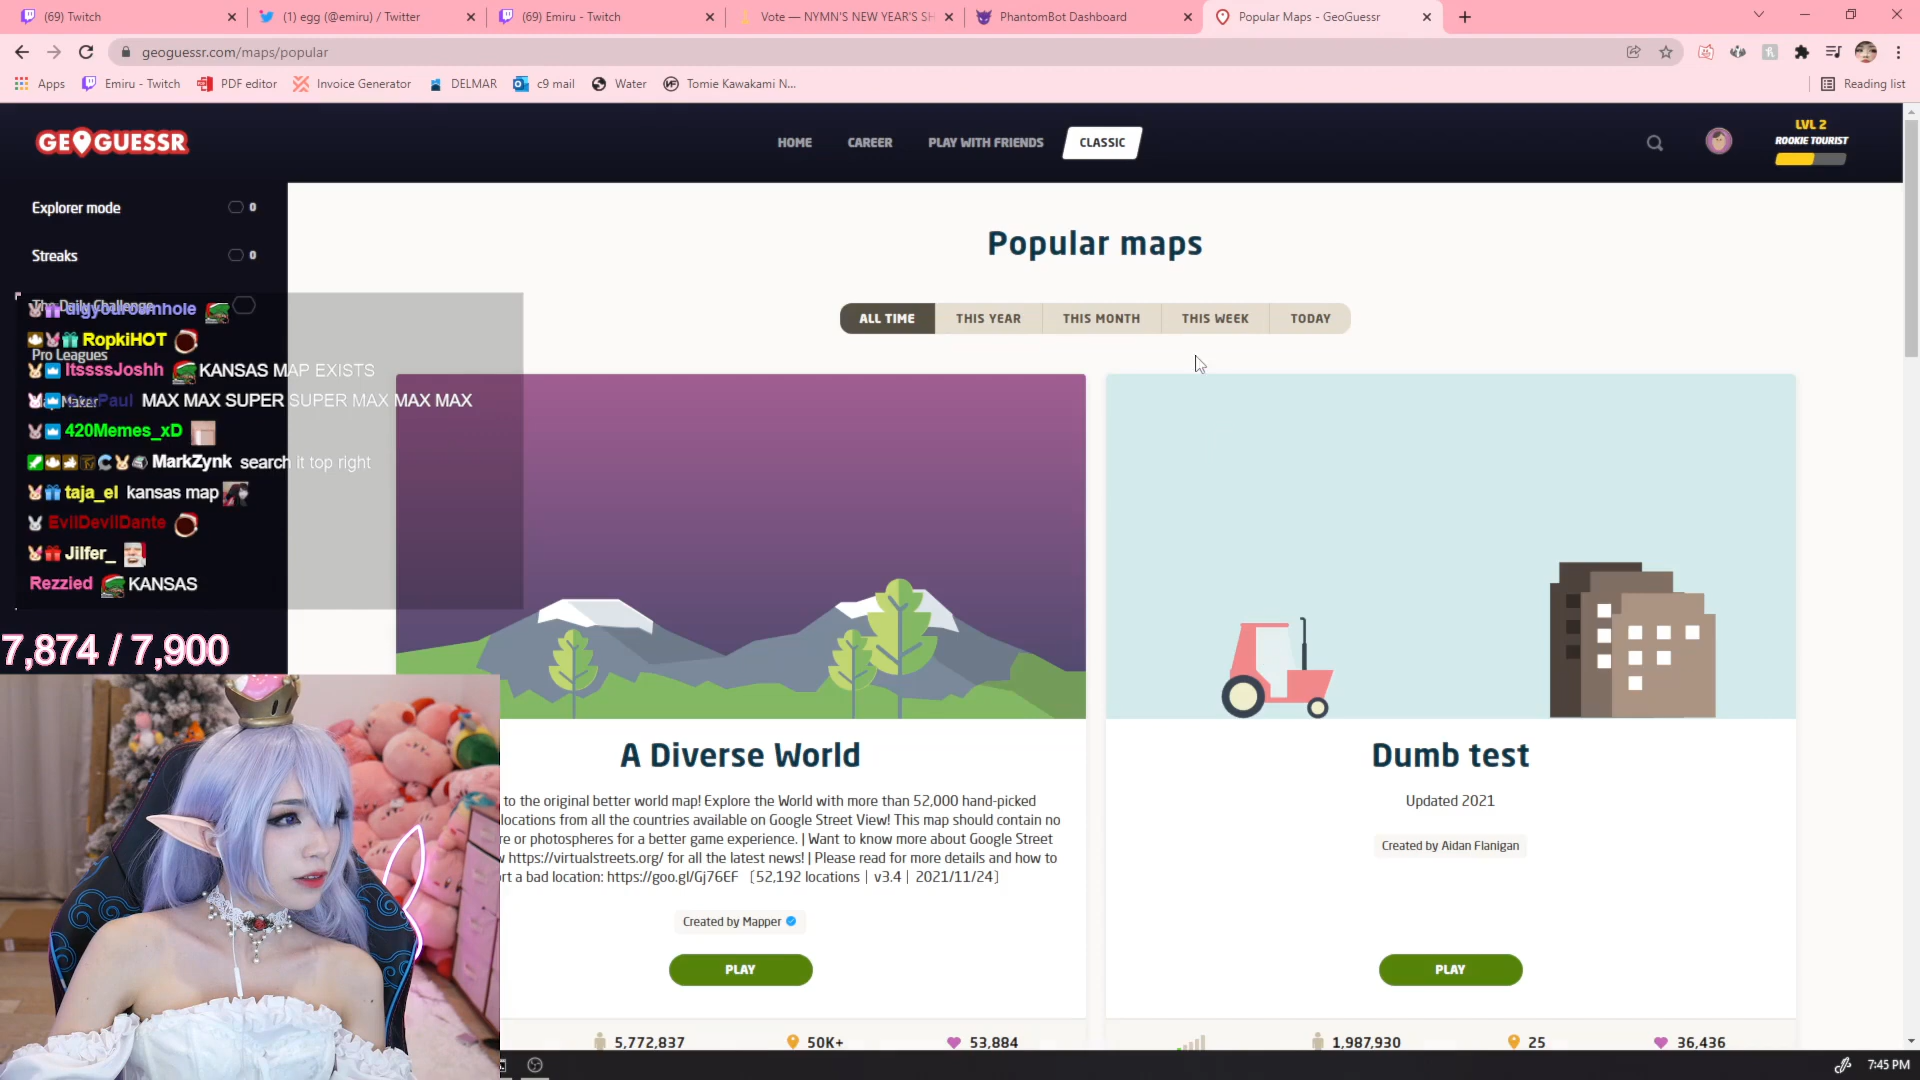 (69) Twitch
(1) egg (@emiru) / Twitter
(69) Emiru - Twitch
Vote — NYMN'S NEW YEAR'S SH
PhantomBot Dashboard
Popular Maps - GeoGuessr
geoguessr.com/maps/popular
Apps
Emiru - Twitch
PDF editor
Invoice Generator
DELMAR
c9 mail
Water
Tomie Kawakami N...
Reading list
GEOGUESSR
HOME
CAREER
PLAY WITH FRIENDS
CLASSIC
LVL 2
ROOKIE TOURIST
Explorer mode
0
Streaks
0
The Daily Challenge
Pro Leagues
Popular maps
ALL TIME
THIS YEAR
THIS MONTH
THIS WEEK
TODAY
RopkiHOT
ItssssJoshh KANSAS MAP EXISTS
MAX MAX SUPER SUPER MAX MAX MAX
420Memes_xD
MarkZynk search it top right
taja_el kansas map
EvilDevilDante
Jilfer_
Rezzied KANSAS
7,874 / 7,900
A Diverse World
to the original better world map! Explore the World with more than 52,000 hand-picked
locations from all the countries available on Google Street View! This map should contain no
re or photospheres for a better game experience. | Want to know more about Google Street
https://virtualstreets.org/ for all the latest news! | Please read for more details and how to
rt a bad location: https://goo.gl/Gj76EF 〔52,192 locations | v3.4 | 2021/11/24〕
Created by Mapper
PLAY
5,772,837
50K+
53,884
Dumb test
Updated 2021
Created by Aidan Flanigan
PLAY
1,987,930
25
36,436
7:45 PM